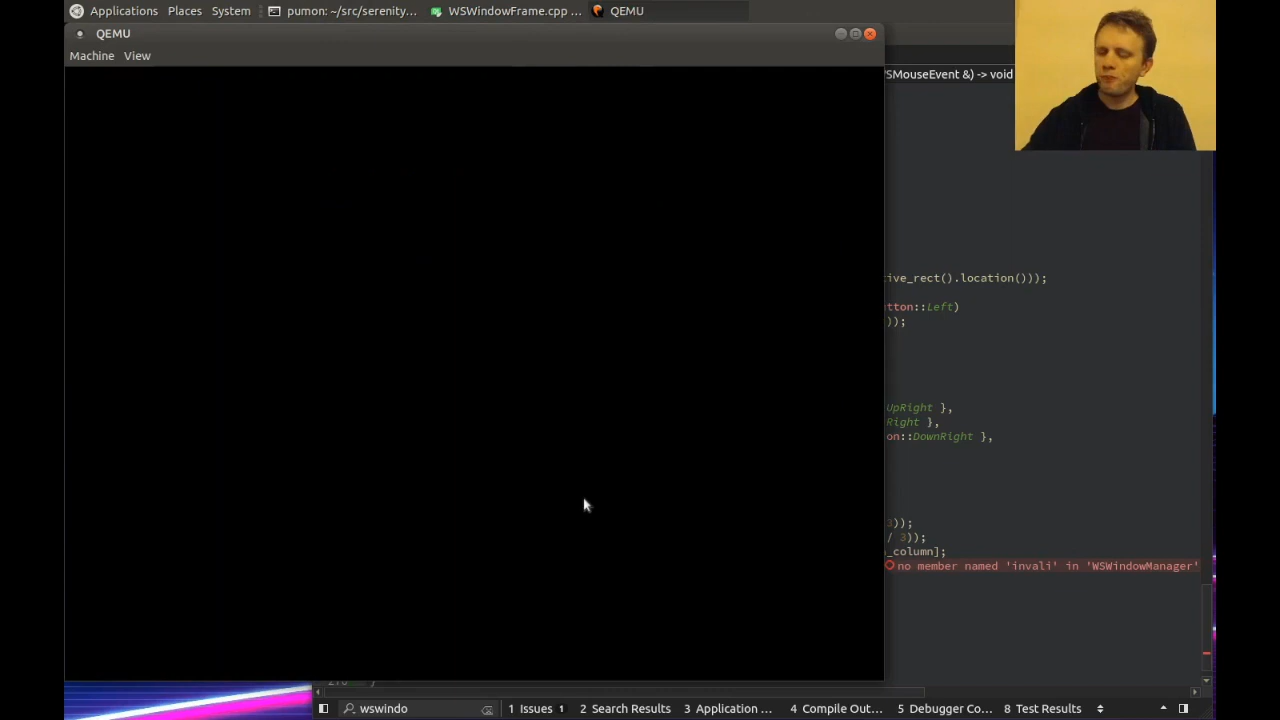 Applications Places System pumon: ~/src/serenity... WSWindowFrame.cpp ... QEMU
QEMU
Machine View
SMouseEvent &) -> void
ive_rect().location()));
tton::Left)
));
UpRight },
Right },
on::DownRight },
3));
/ 3));
_column];
no member named 'invali' in 'WSWindowManager'
wswindo 1 Issues 1 2 Search Results 3 Application ... 4 Compile Out... 5 Debugger Co... 8 Test Results